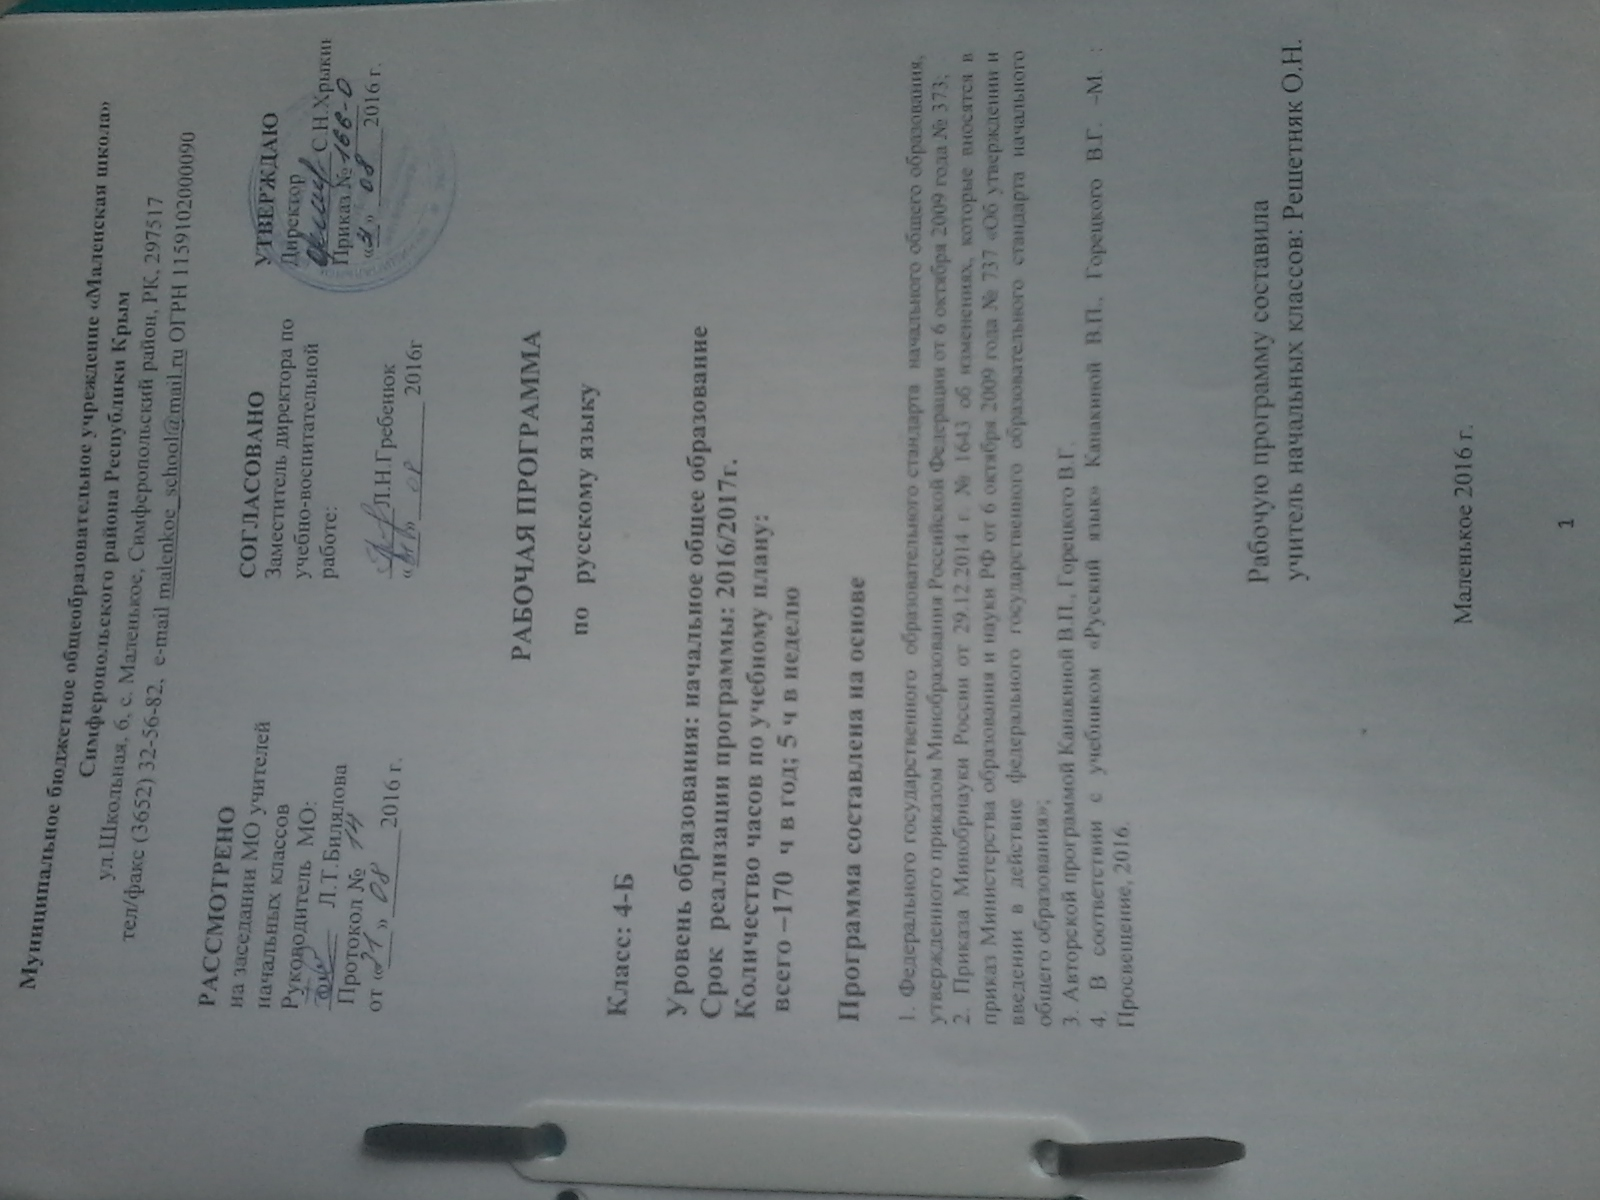 Муниципальное бюджетное общеобразовательное учреждение «Маленская школа»
Симферопольского района Республики Крым
ул.Школьная, 6, с. Маленькое, Симферопольский район, РК, 297517
тел/факс (3652) 32-56-82, e-mail malenkoe_school@mail.ru ОГРН 1159102000090
РАССМОТРЕНО
на заседании МО учителей
начальных классов
Руководитель МО:
Л.Т.Билялова
Протокол № 14
от «21» 08 2016 г.
СОГЛАСОВАНО
Заместитель директора по
учебно-воспитательной
работе:
Л.Н.Гребенюк
« » 08 2016г
УТВЕРЖДАЮ
Директор
С.Н.Хрыкин
Приказ № 166-О
«31» 08 2016 г.
РАБОЧАЯ ПРОГРАММА
по русскому языку
Класс: 4-Б
Уровень образования: начальное общее образование
Срок реализации программы: 2016/2017г.
Количество часов по учебному плану:
всего –170 ч в год; 5 ч в неделю
Программа составлена на основе
1. Федерального государственного образовательного стандарта начального общего образования,
утвержденного приказом Минобразования Российской Федерации от 6 октября 2009 года № 373;
2. Приказа Минобрнауки России от 29.12 2014 г. № 1643 об изменениях, которые вносятся в
приказ Министерства образования и науки РФ от 6 октября 2009 года № 737 «Об утверждении и
введении в действие федерального государственного образовательного стандарта начального
общего образования»;
3. Авторской программой Канакиной В.П., Горецкого В.Г.
4. В соответствии с учебником «Русский язык» Канакиной В.П., Горецкого В.Г. –М. :
Просвещение, 2016.
Рабочую программу составила
учитель начальных классов: Решетняк О.Н.
Маленькое 2016 г.
1